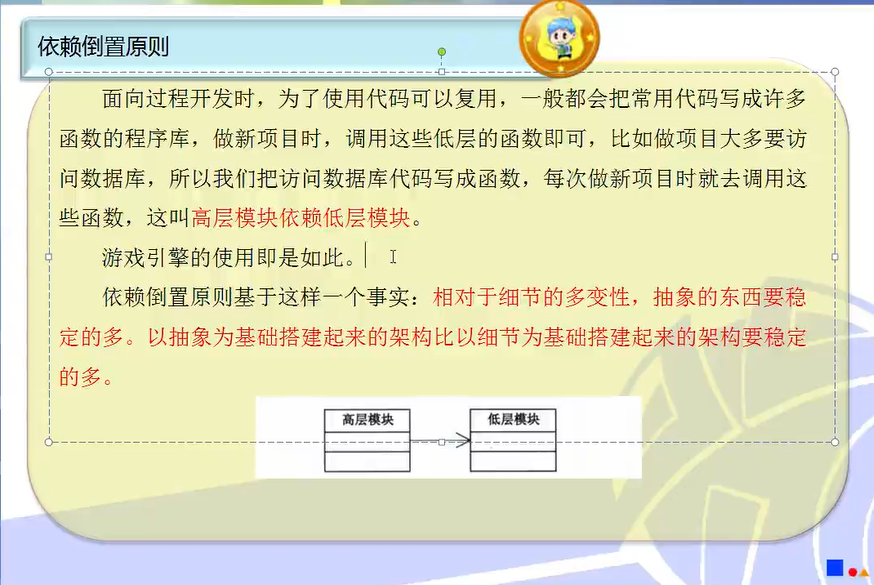 依赖倒置原则
面向过程开发时，为了使用代码可以复用，一般都会把常用代码写成许多
函数的程序库，做新项目时，调用这些低层的函数即可，比如做项目大多要访
问数据库，所以我们把访问数据库代码写成函数，每次做新项目时就去调用这
些函数，这叫高层模块依赖低层模块。
游戏引擎的使用即是如此。
依赖倒置原则基于这样一个事实：相对于细节的多变性，抽象的东西要稳
定的多。以抽象为基础搭建起来的架构比以细节为基础搭建起来的架构要稳定
的多。
高层模块 低层模块